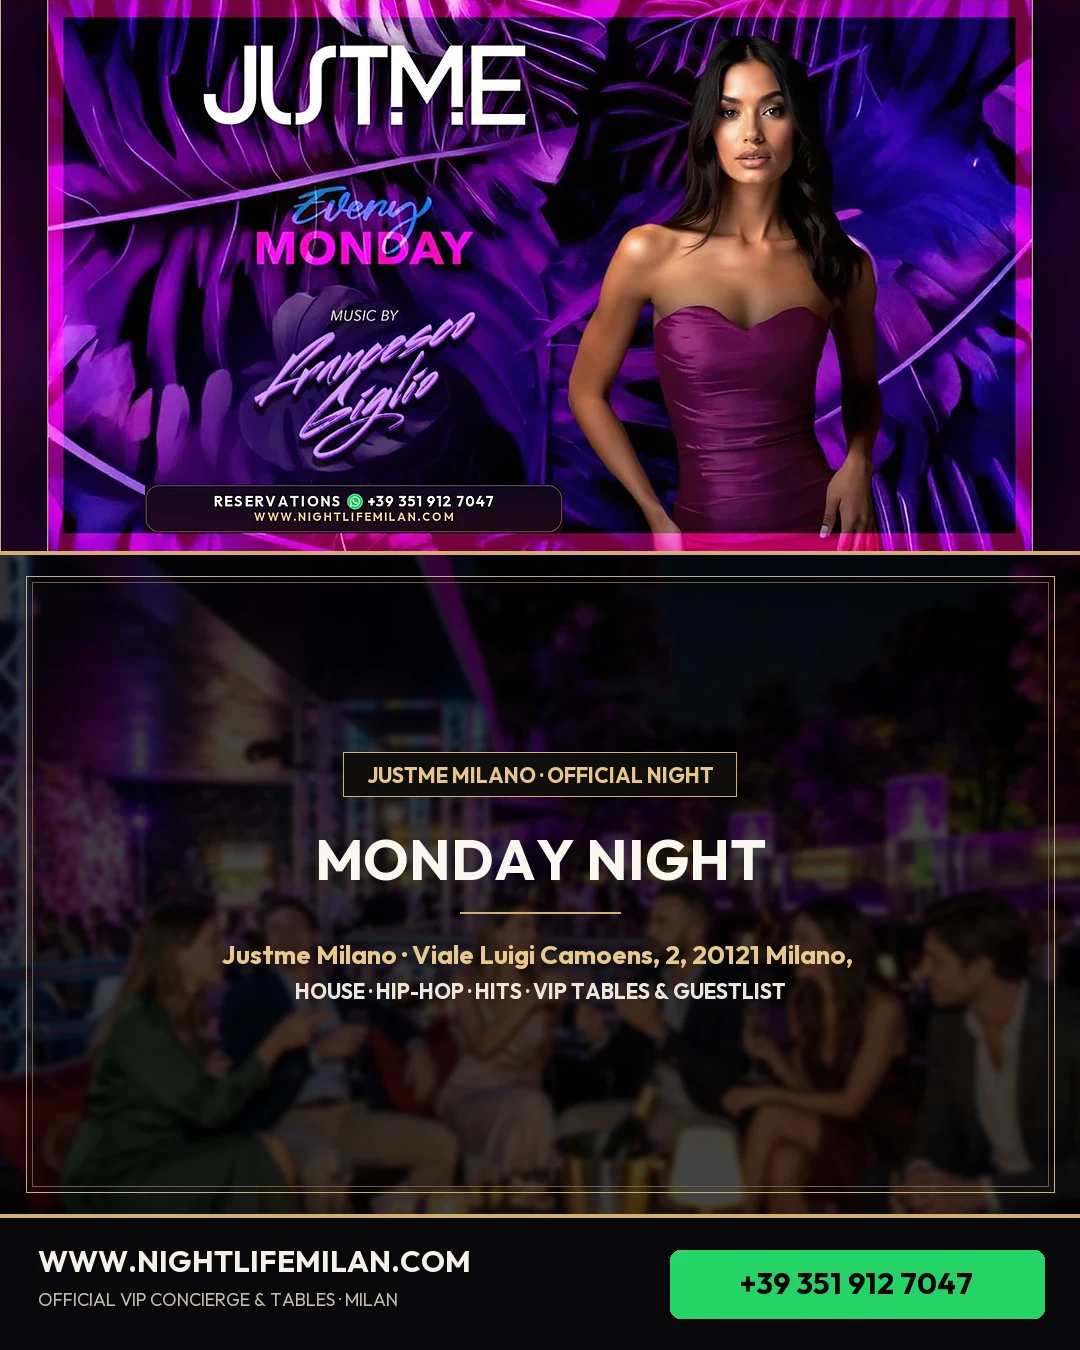 JUSTME
Every
MONDAY
MUSIC BY
Francesco
Giglio
RESERVATIONS +39 351 912 7047
WWW.NIGHTLIFEMILAN.COM
JUSTME MILANO · OFFICIAL NIGHT
MONDAY NIGHT
Justme Milano · Viale Luigi Camoens, 2, 20121 Milano,
HOUSE · HIP-HOP · HITS · VIP TABLES & GUESTLIST
WWW.NIGHTLIFEMILAN.COM
OFFICIAL VIP CONCIERGE & TABLES · MILAN
+39 351 912 7047